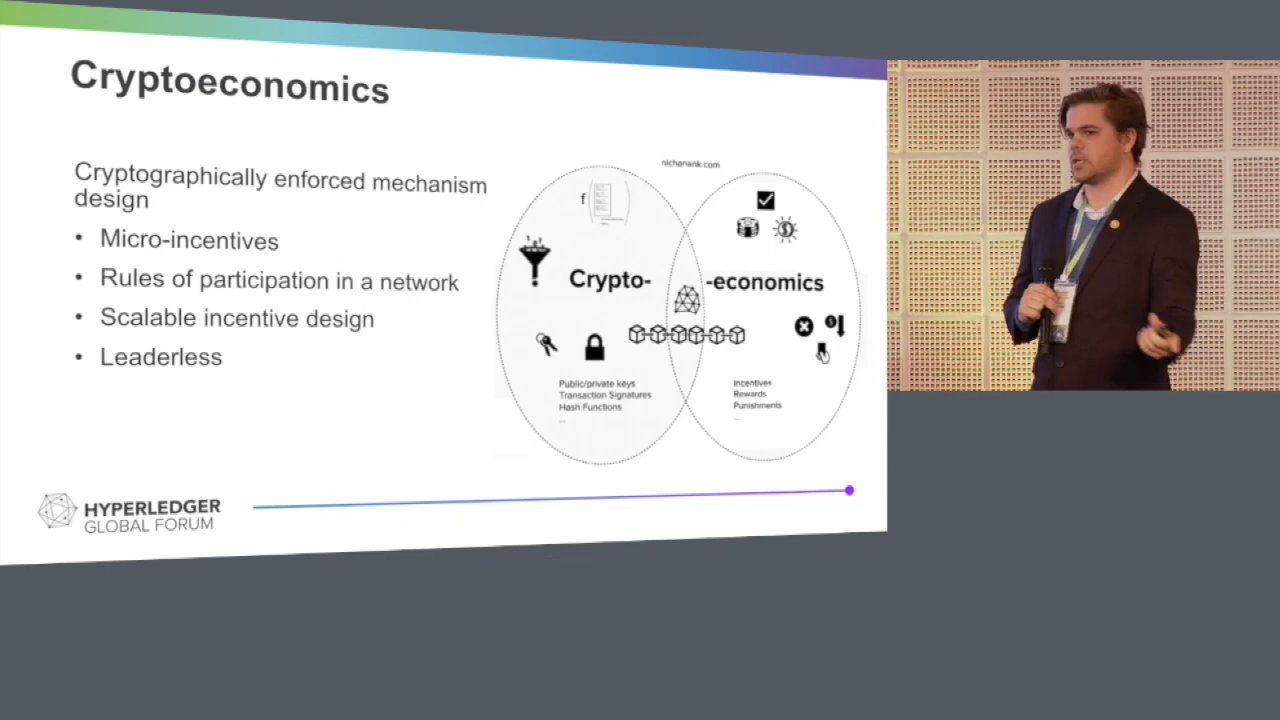 Cryptoeconomics
Cryptographically enforced mechanism
design
• Micro-incentives
• Rules of participation in a network
• Scalable incentive design
• Leaderless
nichanank.com
f
Crypto-
-economics
Public/private keys
Transaction Signatures
Hash Functions
...
Incentives
Rewards
Punishments
...
HYPERLEDGER
GLOBAL FORUM